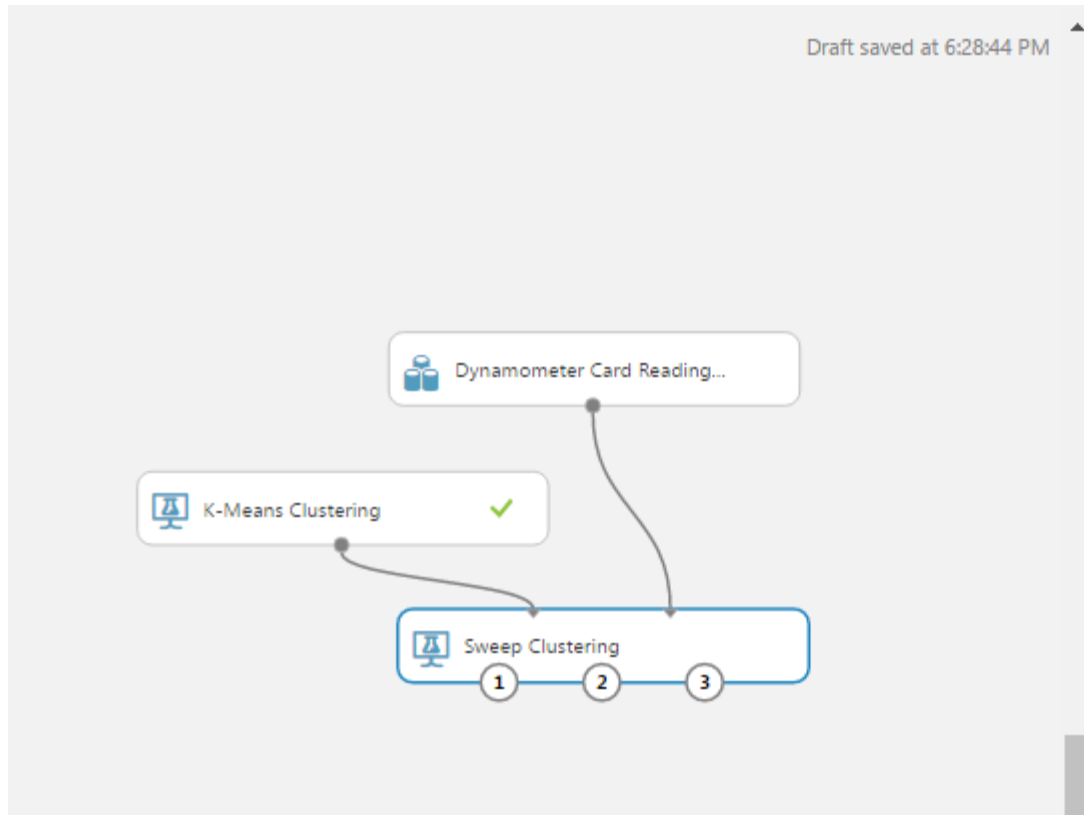 Draft saved at 6:28:44 PM
Dynamometer Card Reading...
K-Means Clustering
Sweep Clustering
1 2 3